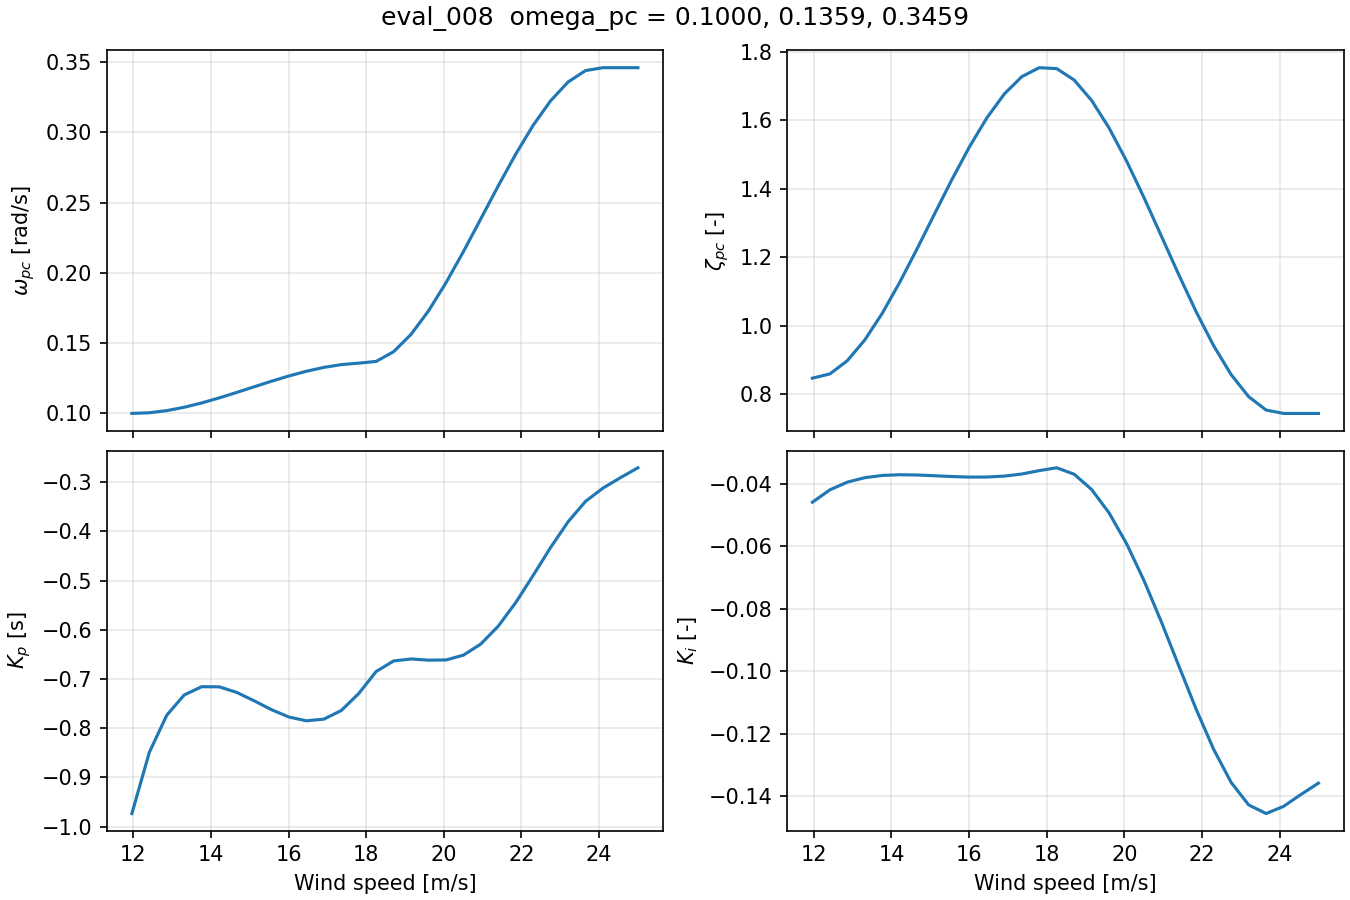 eval_008  omega_pc = 0.1000, 0.1359, 0.3459
ω_pc [rad/s]
0.35
0.30
0.25
0.20
0.15
0.10
ζ_pc [-]
1.8
1.6
1.4
1.2
1.0
0.8
K_p [s]
−0.3
−0.4
−0.5
−0.6
−0.7
−0.8
−0.9
−1.0
12 14 16 18 20 22 24
Wind speed [m/s]
K_i [-]
−0.04
−0.06
−0.08
−0.10
−0.12
−0.14
12 14 16 18 20 22 24
Wind speed [m/s]